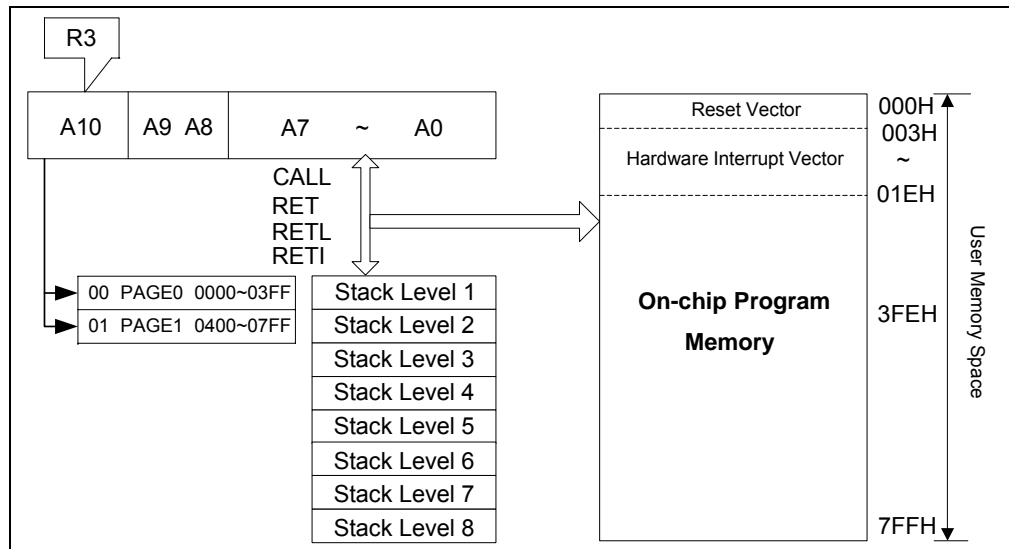 R3
A10 A9 A8 A7 ~ A0
CALL
RET
RETL
RETI
00 PAGE0 0000~03FF
01 PAGE1 0400~07FF
Stack Level 1
Stack Level 2
Stack Level 3
Stack Level 4
Stack Level 5
Stack Level 6
Stack Level 7
Stack Level 8
Reset Vector
Hardware Interrupt Vector
On-chip Program
Memory
000H
003H
~
01EH
3FEH
7FFH
User Memory Space